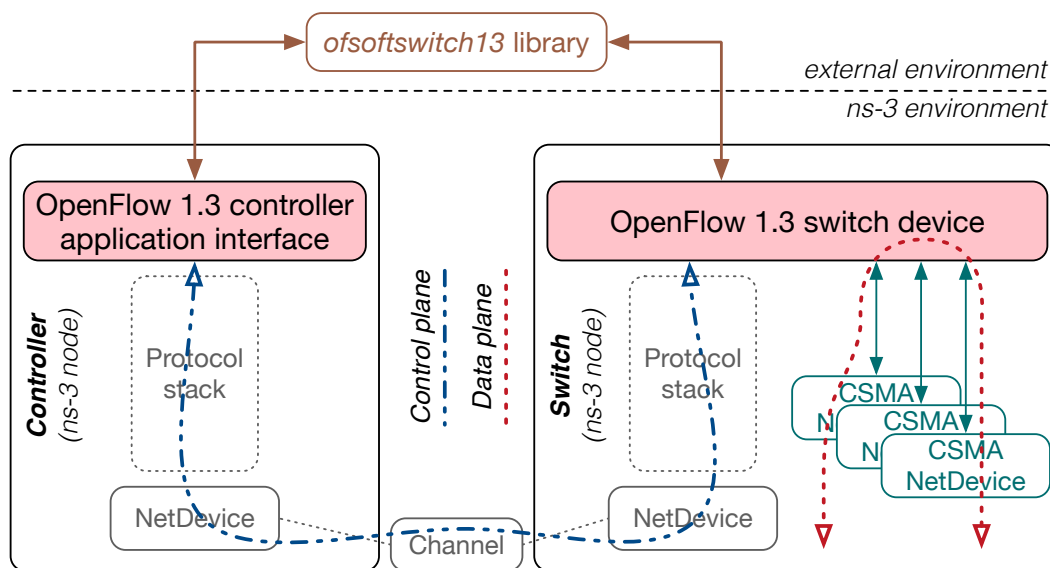 ofsoftswitch13 library
external environment
ns-3 environment
OpenFlow 1.3 controller
application interface
OpenFlow 1.3 switch device
Controller
(ns-3 node)
Protocol
stack
NetDevice
Control plane
Data plane
Channel
Switch
(ns-3 node)
Protocol
stack
NetDevice
CSMA
N
CSMA
N
CSMA
NetDevice